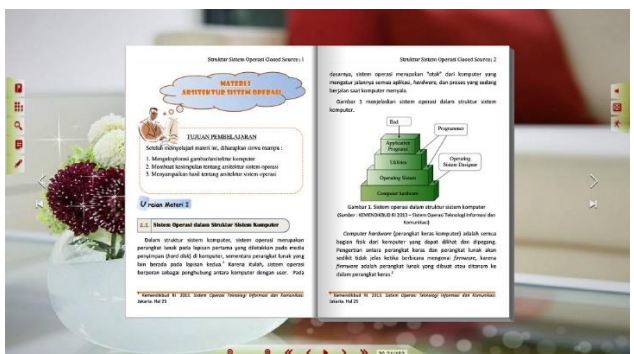 Struktur Sistem Operasi Closed Source: 1
MATERI I
ARSITEKTUR SISTEM OPERASI
TUJUAN PEMBELAJARAN
Setelah mempelajari materi ini, diharapkan siswa mampu :
1. Mengeksplorasi gambar/arsitektur komputer
2. Membuat kesimpulan tentang arsitektur sistem operasi
3. Menyampaikan hasil tentang arsitektur sistem operasi
Uraian Materi 1
1.1 Sistem Operasi dalam Struktur Sistem Komputer
Dalam struktur sistem komputer, sistem operasi merupakan
perangkat lunak pada lapisan pertama yang diletakkan pada media
penyimpan (hard disk) di komputer, sementara perangkat lunak yang
lain berada pada lapisan kedua. Karena itulah, sistem operasi
berperan sebagai penghubung antara komputer dengan user. Pada
Kemendikbud RI 2013. Sistem Operasi Teknologi Informasi dan Komunikasi.
Jakarta. Hal 25
Struktur Sistem Operasi Closed Source: 2
dasarnya, sistem operasi merupakan "otak" dari komputer yang
mengatur jalannya semua aplikasi, hardware, dan proses yang sedang
berjalan saat komputer menyala.
Gambar 1 menjelaskan sistem operasi dalam struktur sistem
komputer.
Programmer
Application
Programs
Utilities
Operating
Sistem Designer
Operating Sistem
Computer hardware
Gambar 1. Sistem operasi dalam struktur sistem komputer
(Sumber : KEMENDIKBUD RI 2013 – Sistem Operasi Teknologi Informasi dan
Komunikasi)
Computer hardware (perangkat keras komputer) adalah semua
bagian fisik dari komputer yang dapat dilihat dan dipegang.
Pengertian antara perangkat keras dan perangkat lunak akan
sedikit tidak jelas ketika berbicara mengenai firmware, karena
firmware adalah perangkat lunak yang dibuat atau ditanam ke
dalam perangkat keras.
Kemendikbud RI 2013. Sistem Operasi Teknologi Informasi dan Komunikasi.
Jakarta. Hal 25